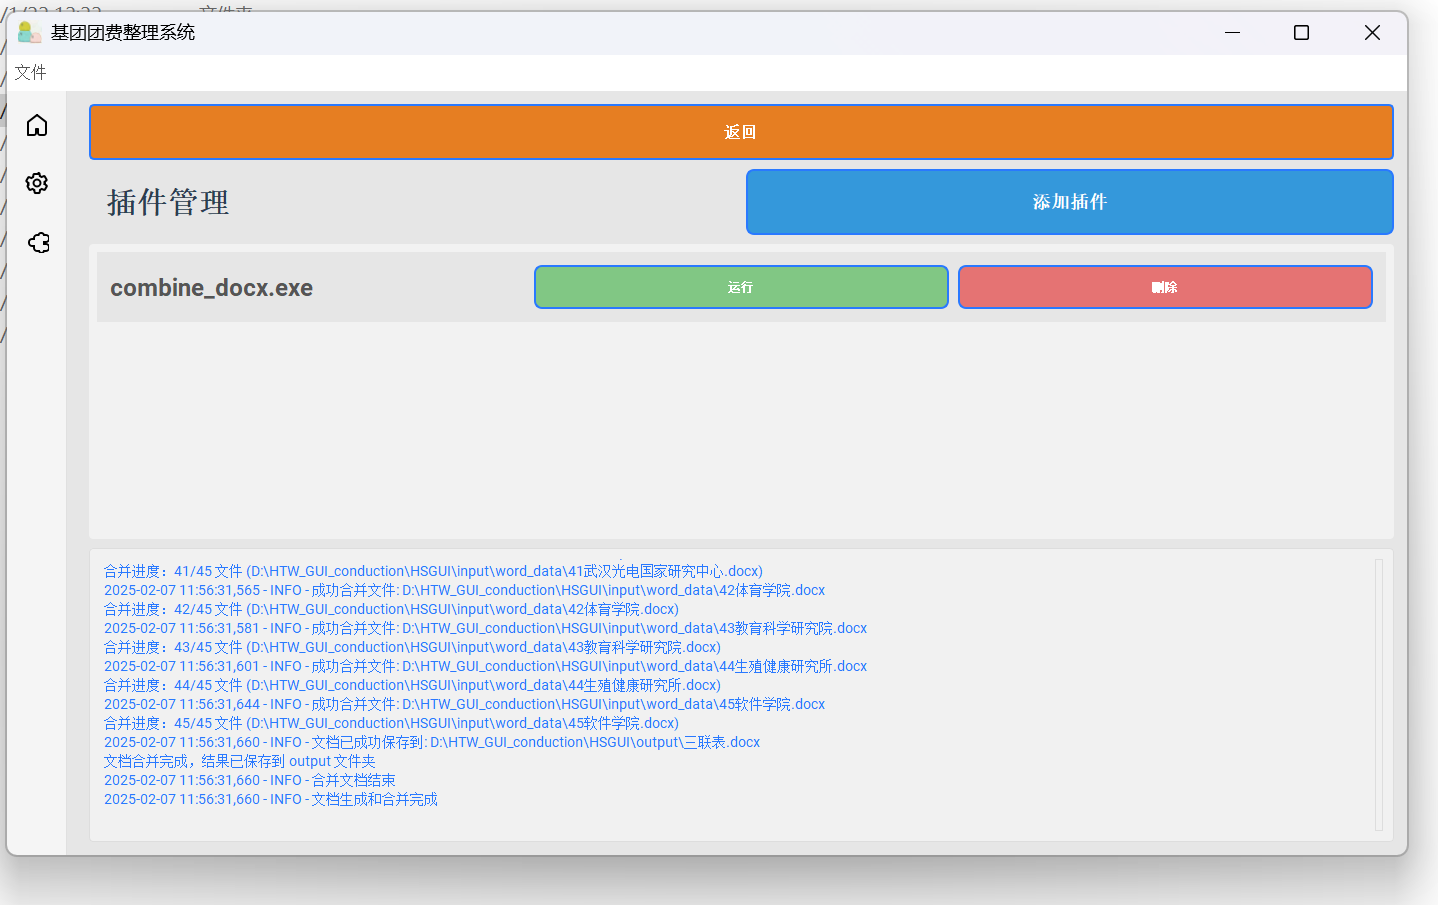 基团团费整理系统
文件
返回
插件管理
添加插件
combine_docx.exe
运行
删除
合并进度：41/45 文件 (D:\HTW_GUI_conduction\HSGUI\input\word_data\41武汉光电国家研究中心.docx)
2025-02-07 11:56:31,565 - INFO - 成功合并文件: D:\HTW_GUI_conduction\HSGUI\input\word_data\42体育学院.docx
合并进度：42/45 文件 (D:\HTW_GUI_conduction\HSGUI\input\word_data\42体育学院.docx)
2025-02-07 11:56:31,581 - INFO - 成功合并文件: D:\HTW_GUI_conduction\HSGUI\input\word_data\43教育科学研究院.docx
合并进度：43/45 文件 (D:\HTW_GUI_conduction\HSGUI\input\word_data\43教育科学研究院.docx)
2025-02-07 11:56:31,601 - INFO - 成功合并文件: D:\HTW_GUI_conduction\HSGUI\input\word_data\44生殖健康研究所.docx
合并进度：44/45 文件 (D:\HTW_GUI_conduction\HSGUI\input\word_data\44生殖健康研究所.docx)
2025-02-07 11:56:31,644 - INFO - 成功合并文件: D:\HTW_GUI_conduction\HSGUI\input\word_data\45软件学院.docx
合并进度：45/45 文件 (D:\HTW_GUI_conduction\HSGUI\input\word_data\45软件学院.docx)
2025-02-07 11:56:31,660 - INFO - 文档已成功保存到: D:\HTW_GUI_conduction\HSGUI\output\三联表.docx
文档合并完成，结果已保存到 output 文件夹
2025-02-07 11:56:31,660 - INFO - 合并文档结束
2025-02-07 11:56:31,660 - INFO - 文档生成和合并完成